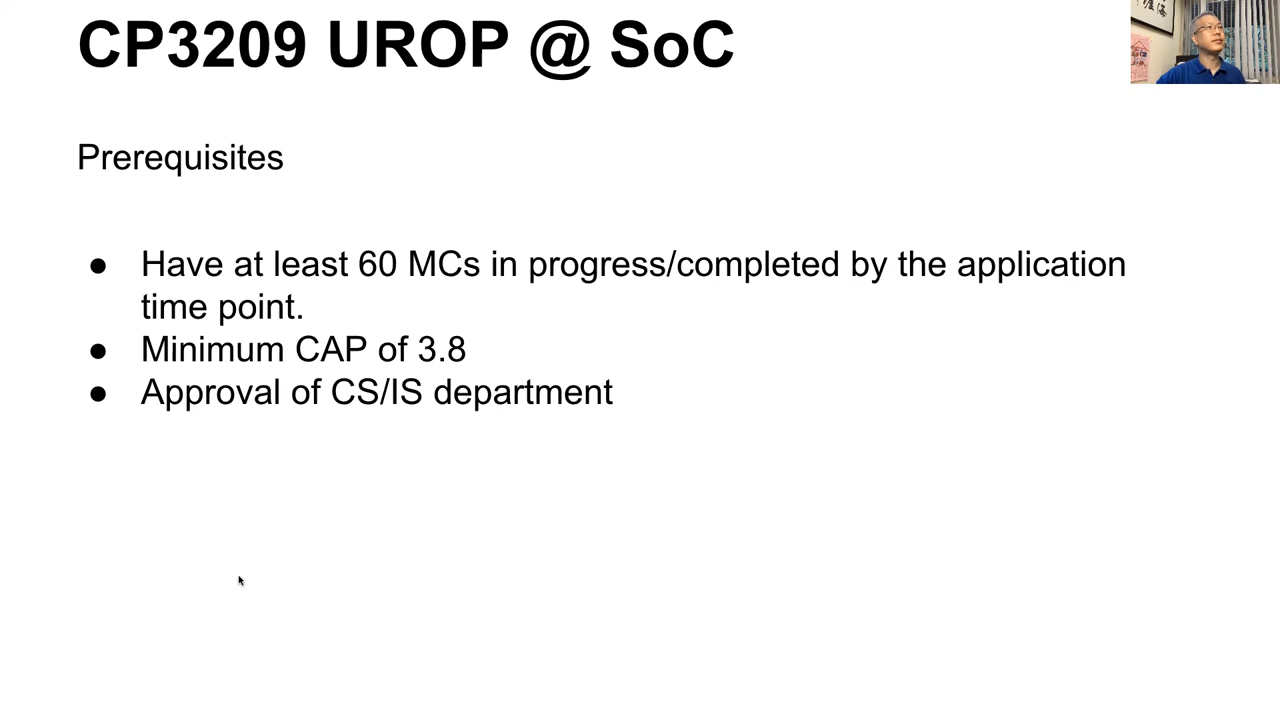 CP3209 UROP @ SoC
Prerequisites
● Have at least 60 MCs in progress/completed by the application
time point.
● Minimum CAP of 3.8
● Approval of CS/IS department